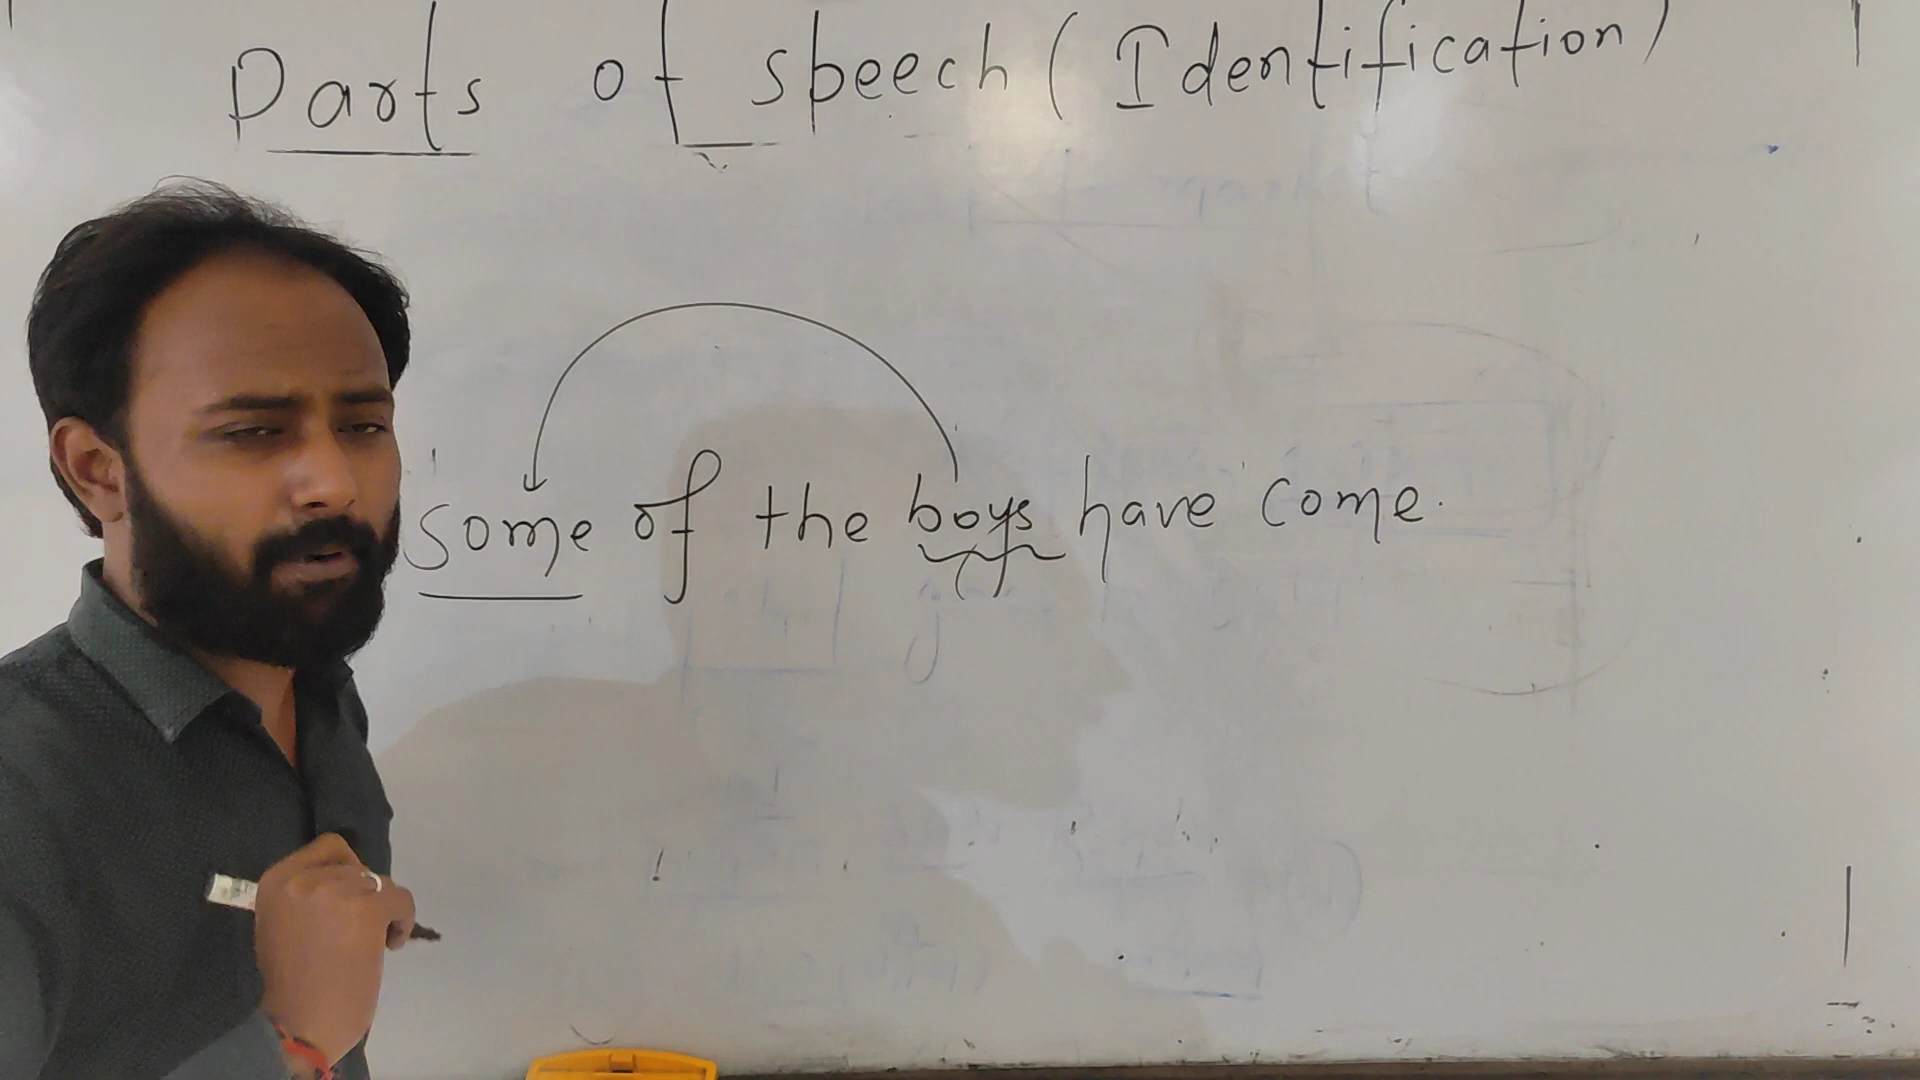 Parts of speech (Identification)
some of the boys have come.